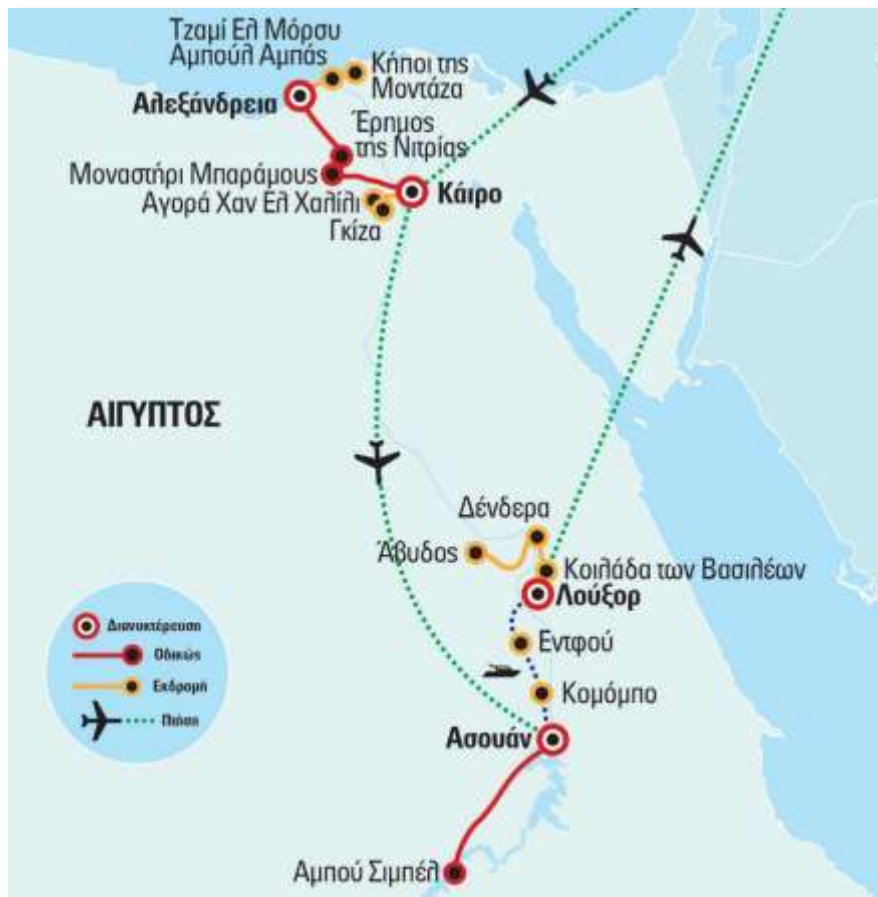 Τζαμί Ελ Μόρσυ
Αμπούλ Αμπάς
Κήποι της
Μοντάζα
Αλεξάνδρεια
Έρημος
της Νιτρίας
Μοναστήρι Μπαράμους
Αγορά Χαν Ελ Χαλίλι
Κάιρο
Γκίζα
ΑΙΓΥΠΤΟΣ
Δένδερα
Άβυδος
Κοιλάδα των Βασιλέων
Λούξορ
Εντφού
Κομόμπο
Ασουάν
Αμπού Σιμπέλ
Διανυκτέρευση
Οδικώς
Εκδρομή
Πτήση